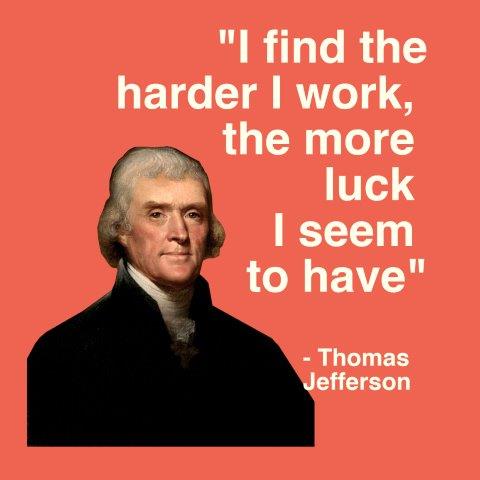 "I find the
harder I work,
the more
luck
I seem
to have"
- Thomas
Jefferson